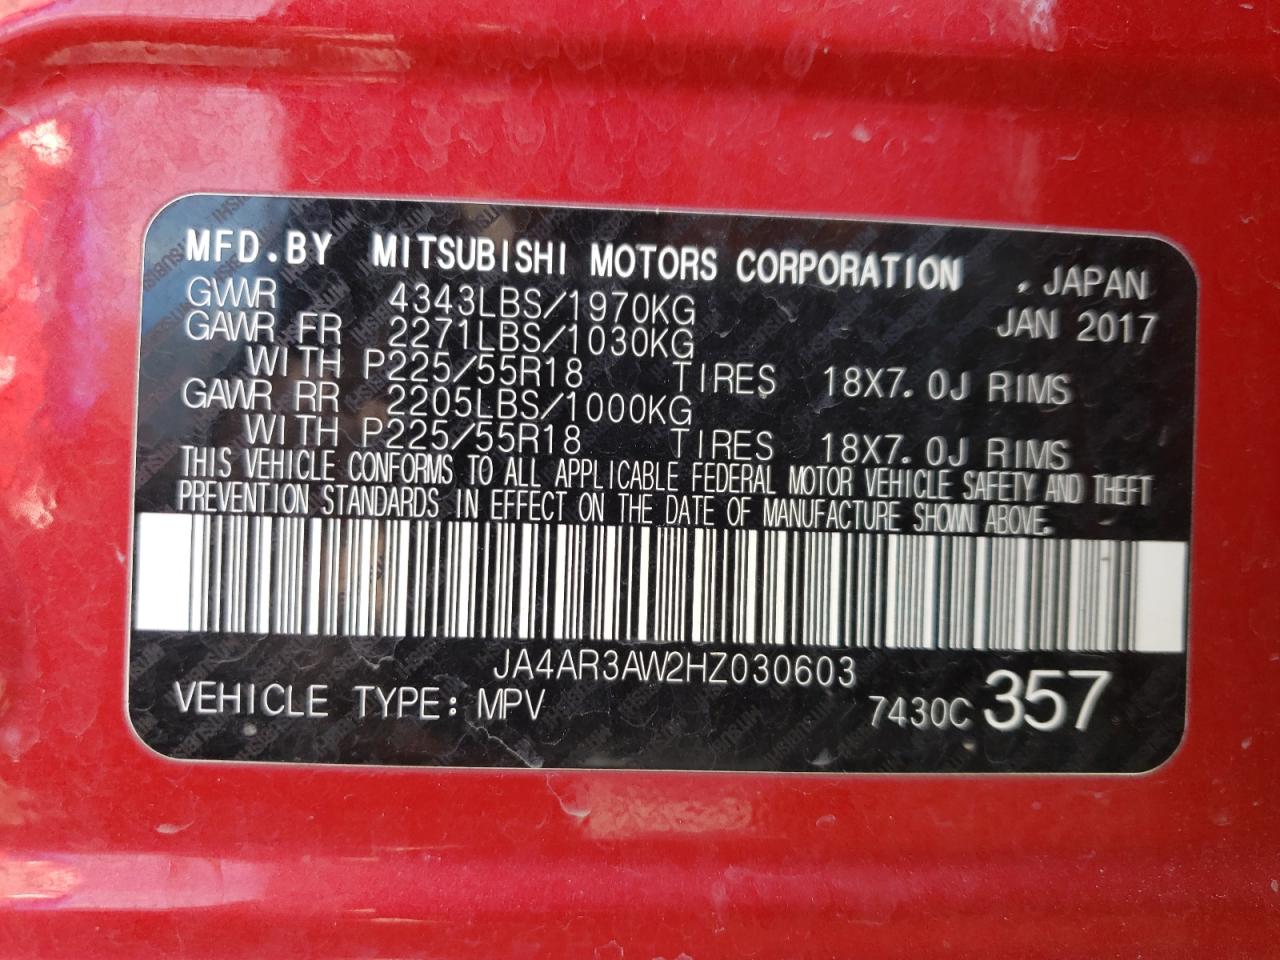 MFD.BY MITSUBISHI MOTORS CORPORATION , JAPAN
GVWR 4343LBS/1970KG JAN 2017
GAWR FR 2271LBS/1030KG
WITH P225/55R18 TIRES 18X7.0J RIMS
GAWR RR 2205LBS/1000KG
WITH P225/55R18 TIRES 18X7.0J RIMS
THIS VEHICLE CONFORMS TO ALL APPLICABLE FEDERAL MOTOR VEHICLE SAFETY AND THEFT
PREVENTION STANDARDS IN EFFECT ON THE DATE OF MANUFACTURE SHOWN ABOVE.
JA4AR3AW2HZ030603
VEHICLE TYPE: MPV 7430C 357